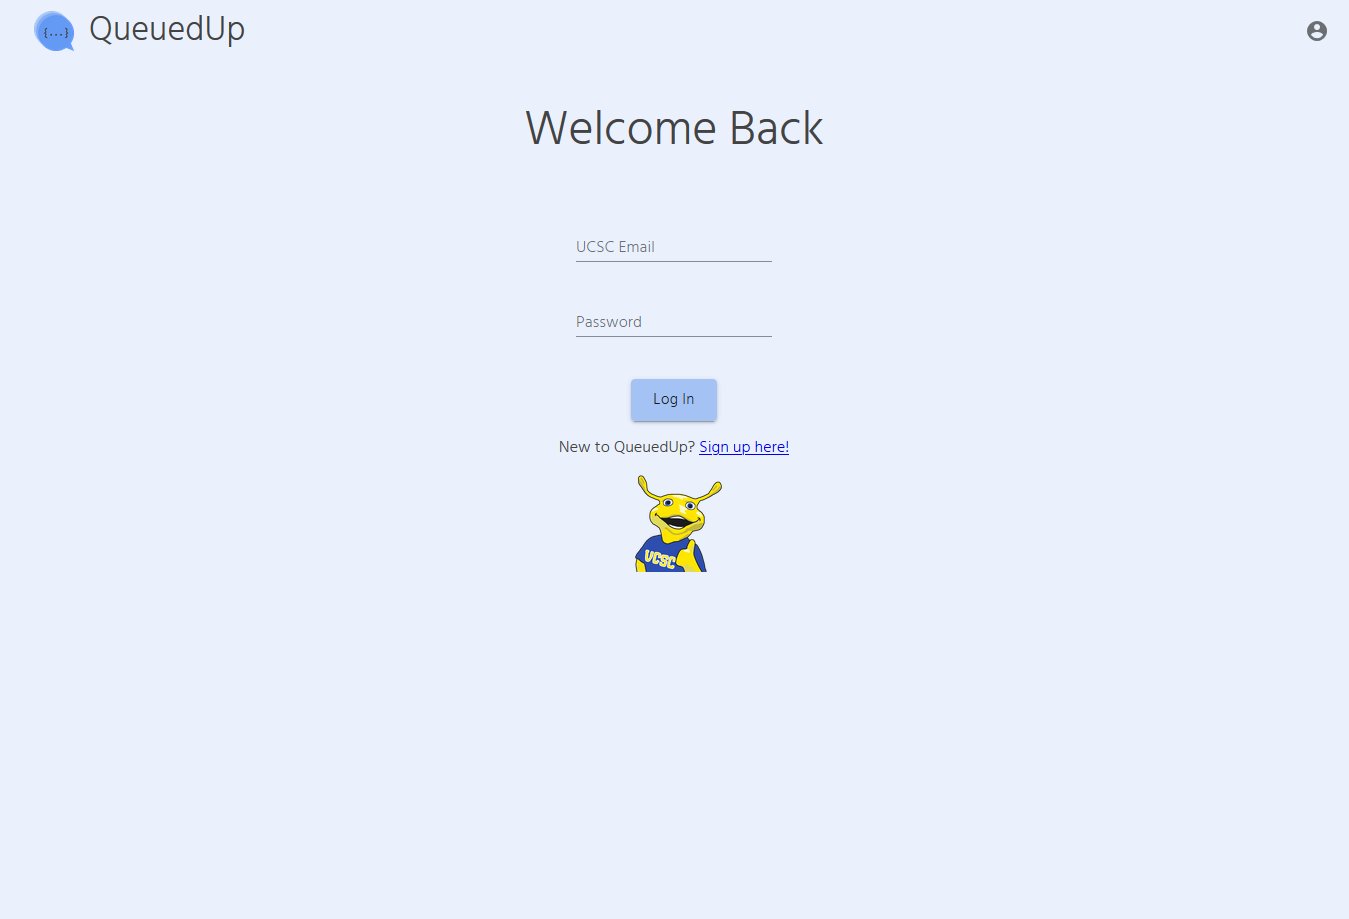 {...} QueuedUp
Welcome Back
UCSC Email
Password
Log In
New to QueuedUp? Sign up here!
UCSC